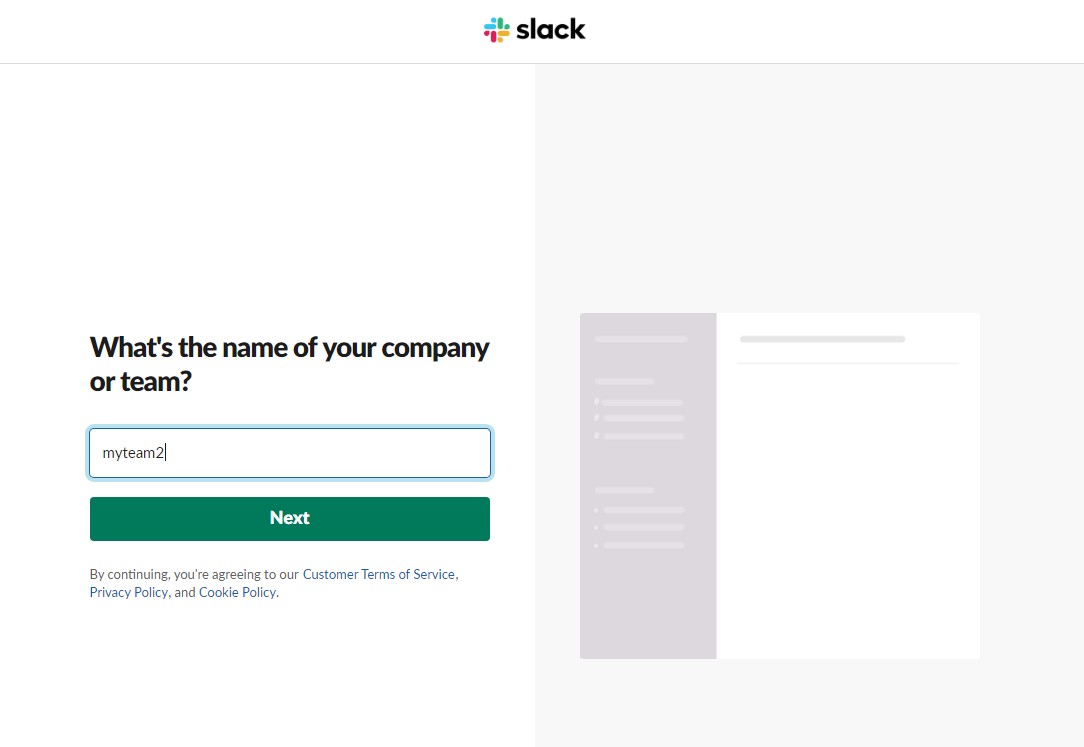 slack
What's the name of your company
or team?
myteam2
Next
By continuing, you're agreeing to our Customer Terms of Service,
Privacy Policy, and Cookie Policy.